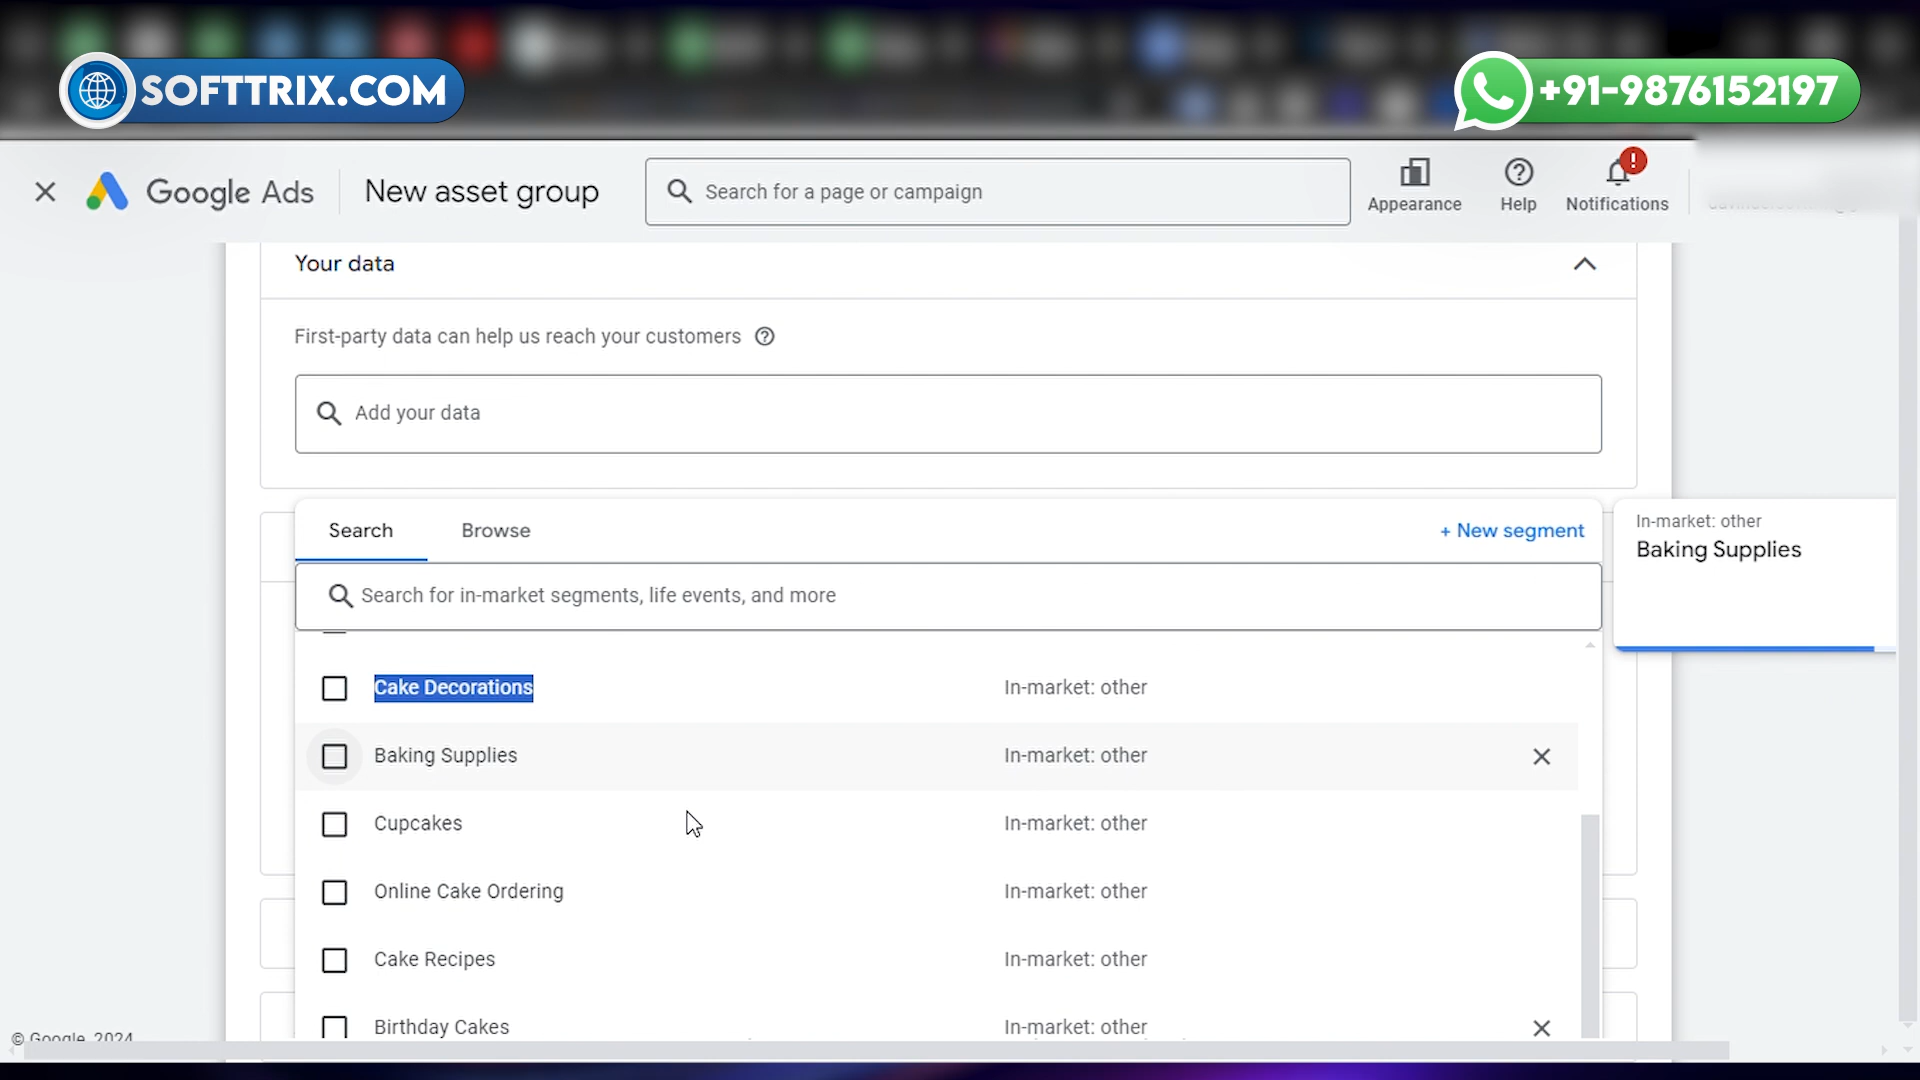 SOFTTRIX.COM
+91-9876152197
Google Ads
New asset group
Search for a page or campaign
Appearance
Help
Notifications
Your data
First-party data can help us reach your customers
Add your data
Search
Browse
+ New segment
In-market: other
Baking Supplies
Search for in-market segments, life events, and more
Cake Decorations
In-market: other
Baking Supplies
In-market: other
Cupcakes
In-market: other
Online Cake Ordering
In-market: other
Cake Recipes
In-market: other
Birthday Cakes
In-market: other
© Google, 2024